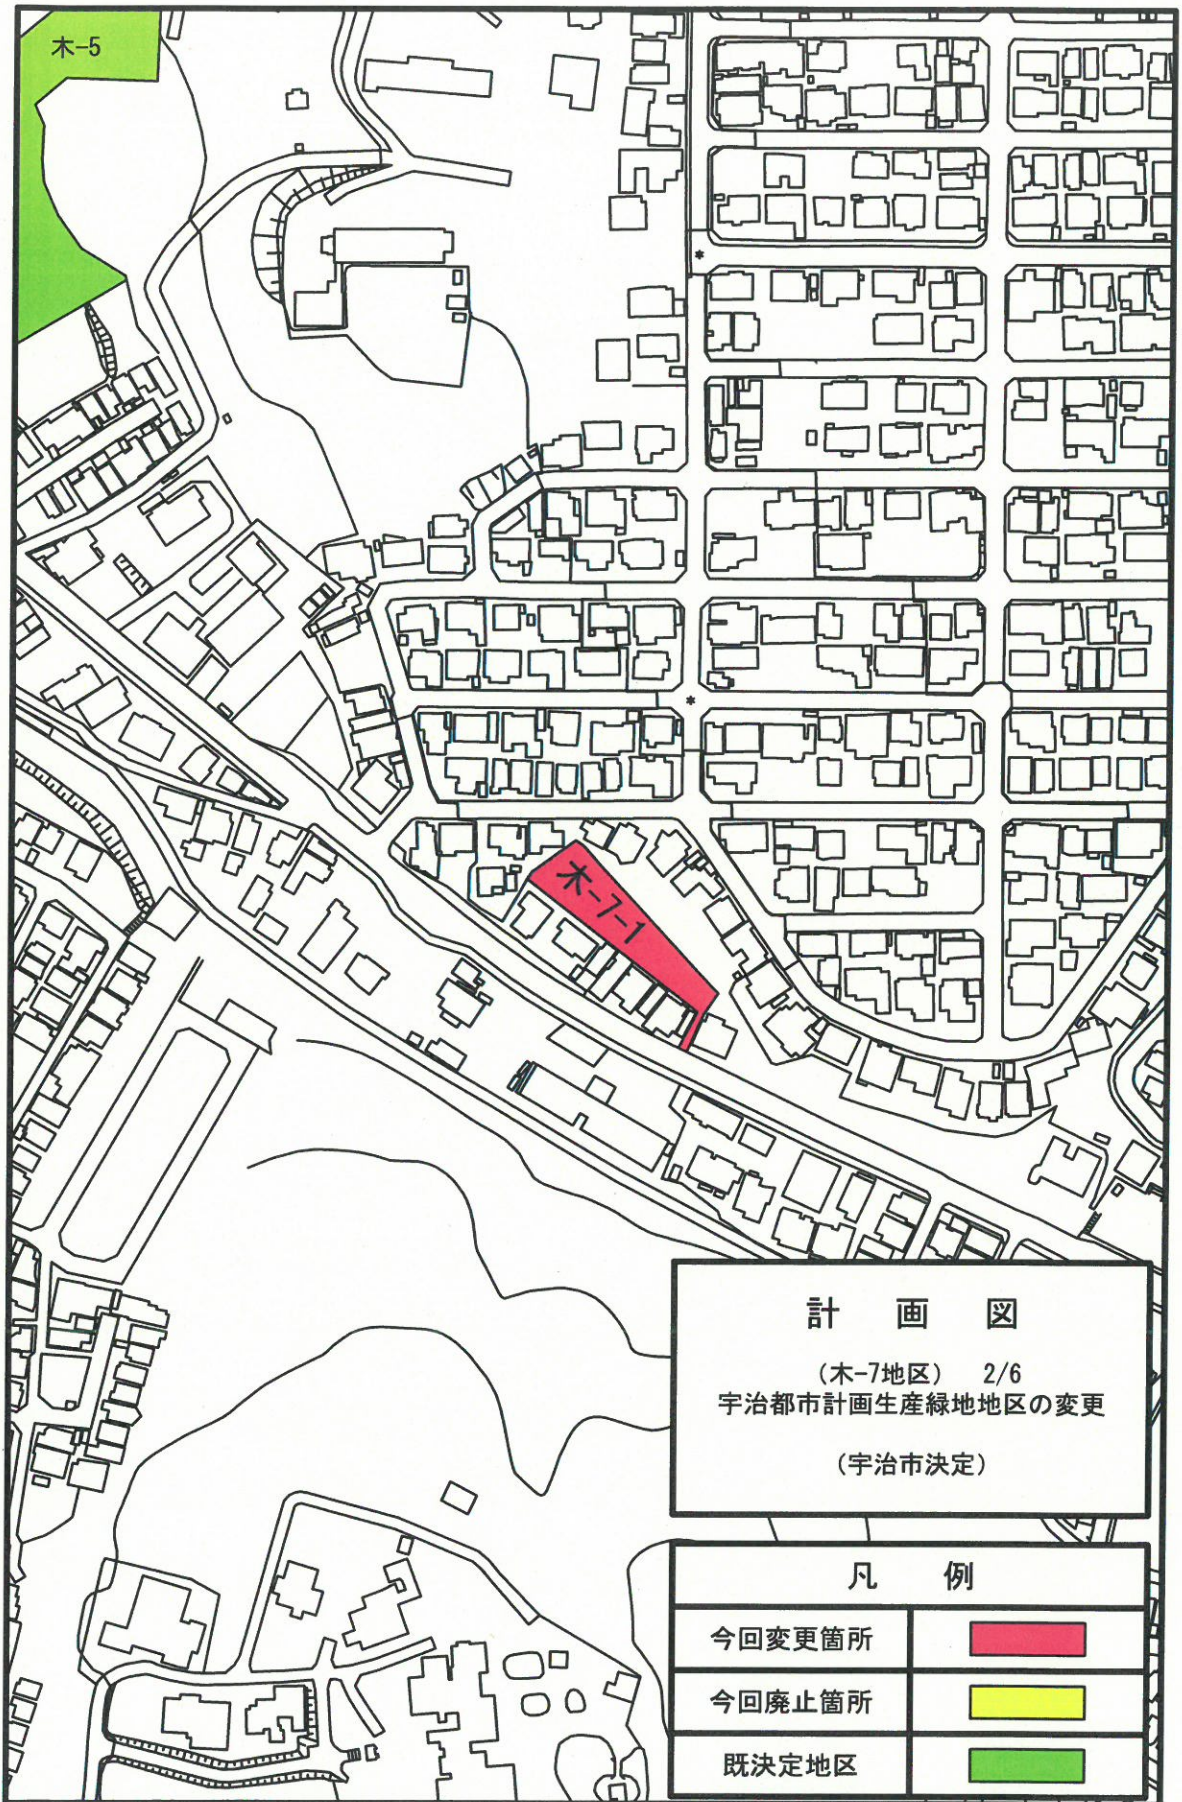 木-5
木-7-1
計画図
(木-7地区) 2/6
宇治都市計画生産緑地地区の変更
(宇治市決定)
凡例
今回変更箇所
今回廃止箇所
既決定地区